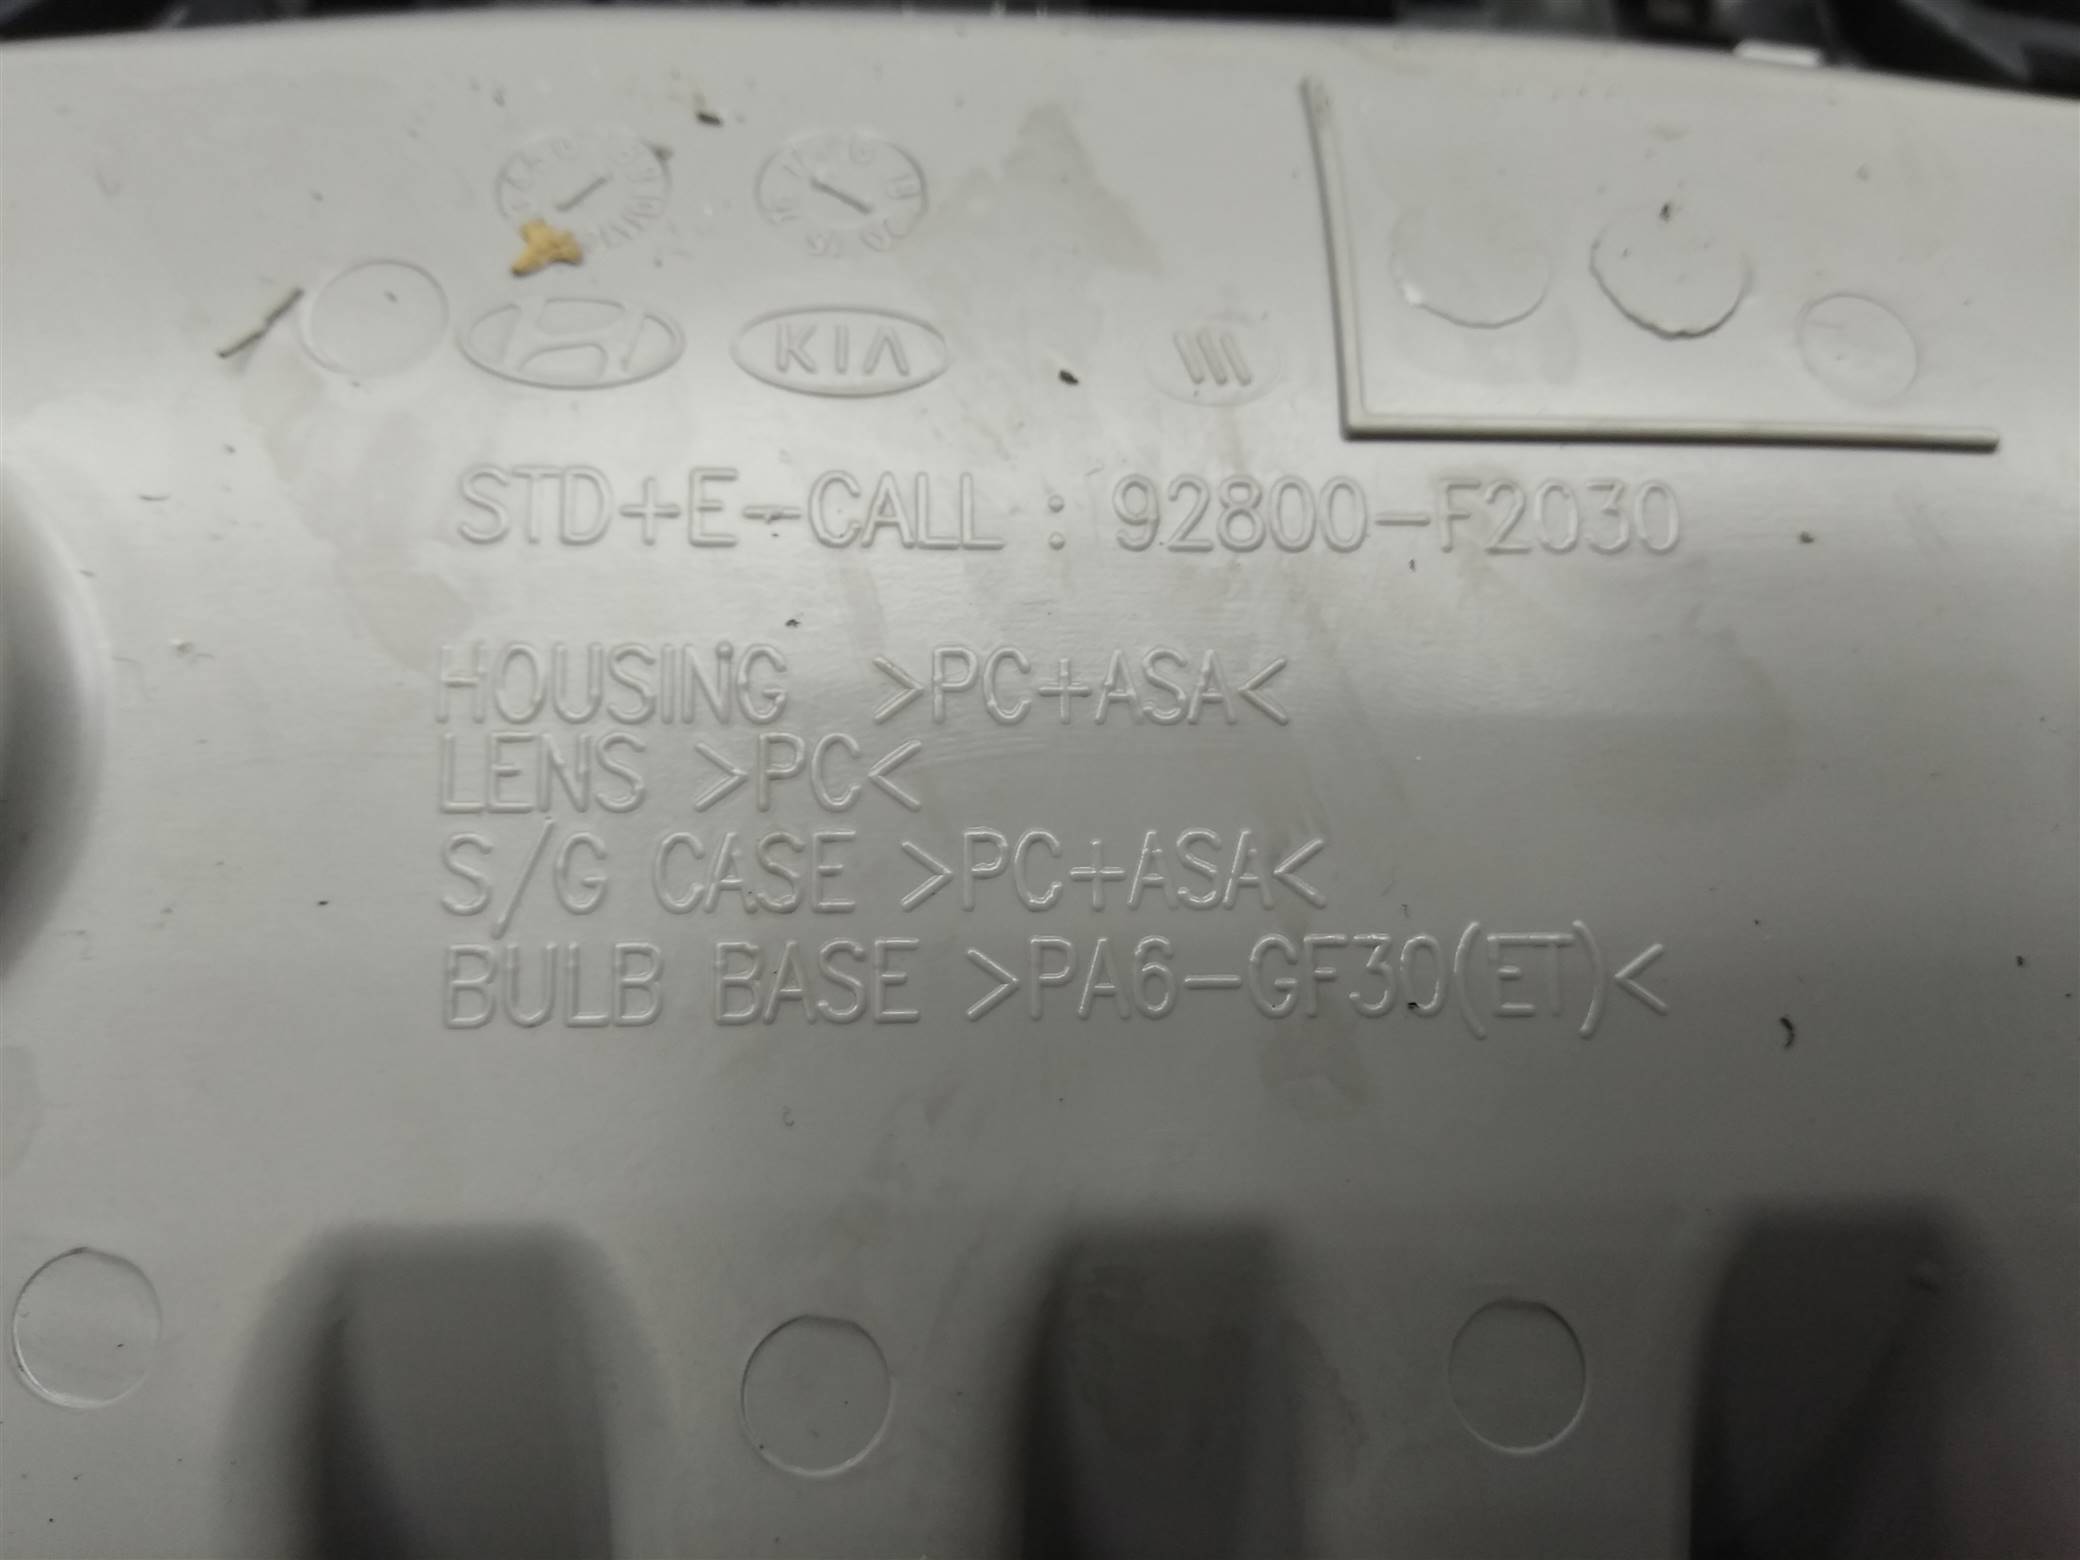 KIA
STD+E-CALL : 92800-F2030
HOUSING >PC+ASA<
LENS >PC<
S/G CASE >PC+ASA<
BULB BASE >PA6-GF30(ET)<